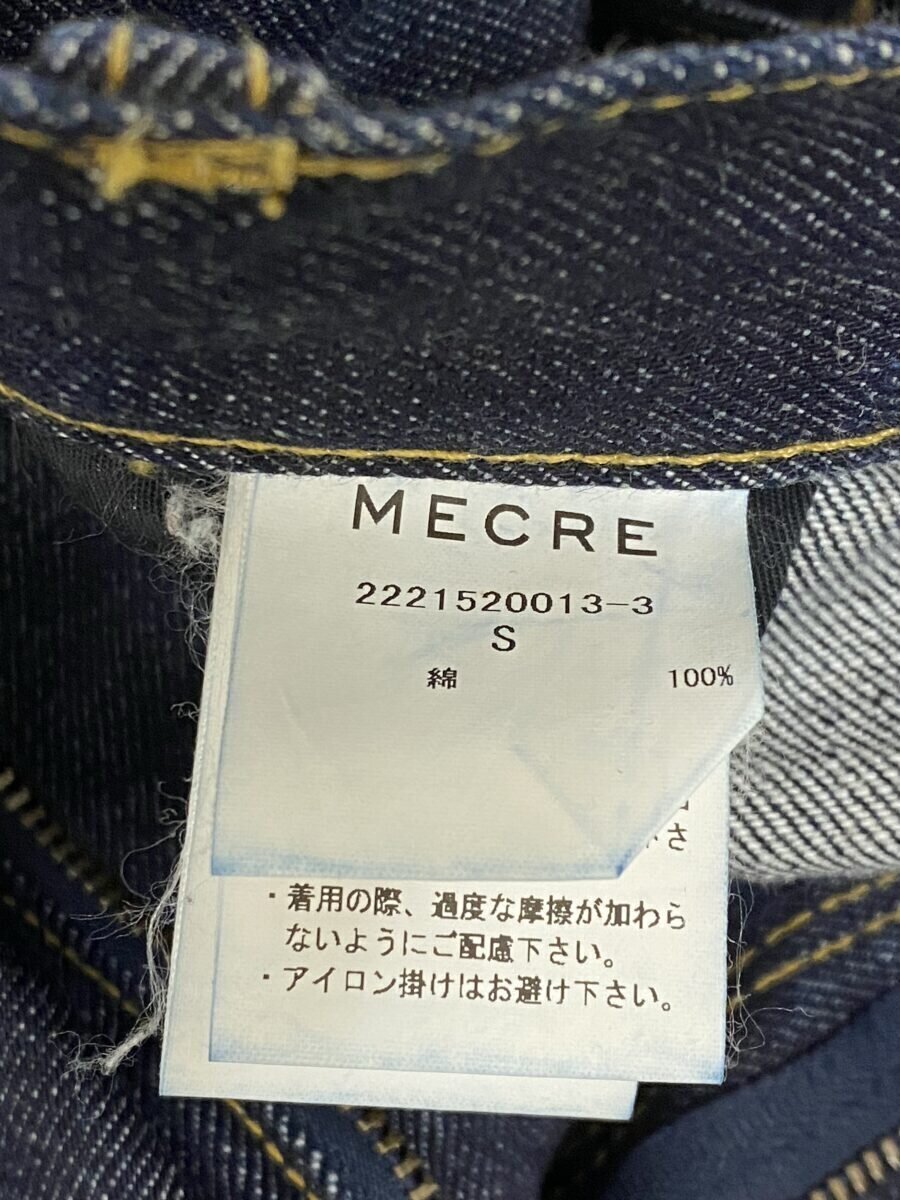 MECRE
2221520013-3
S
綿 100%
さ
・着用の際、過度な摩擦が加わら
ないようにご配慮下さい。
・アイロン掛けはお避け下さい。